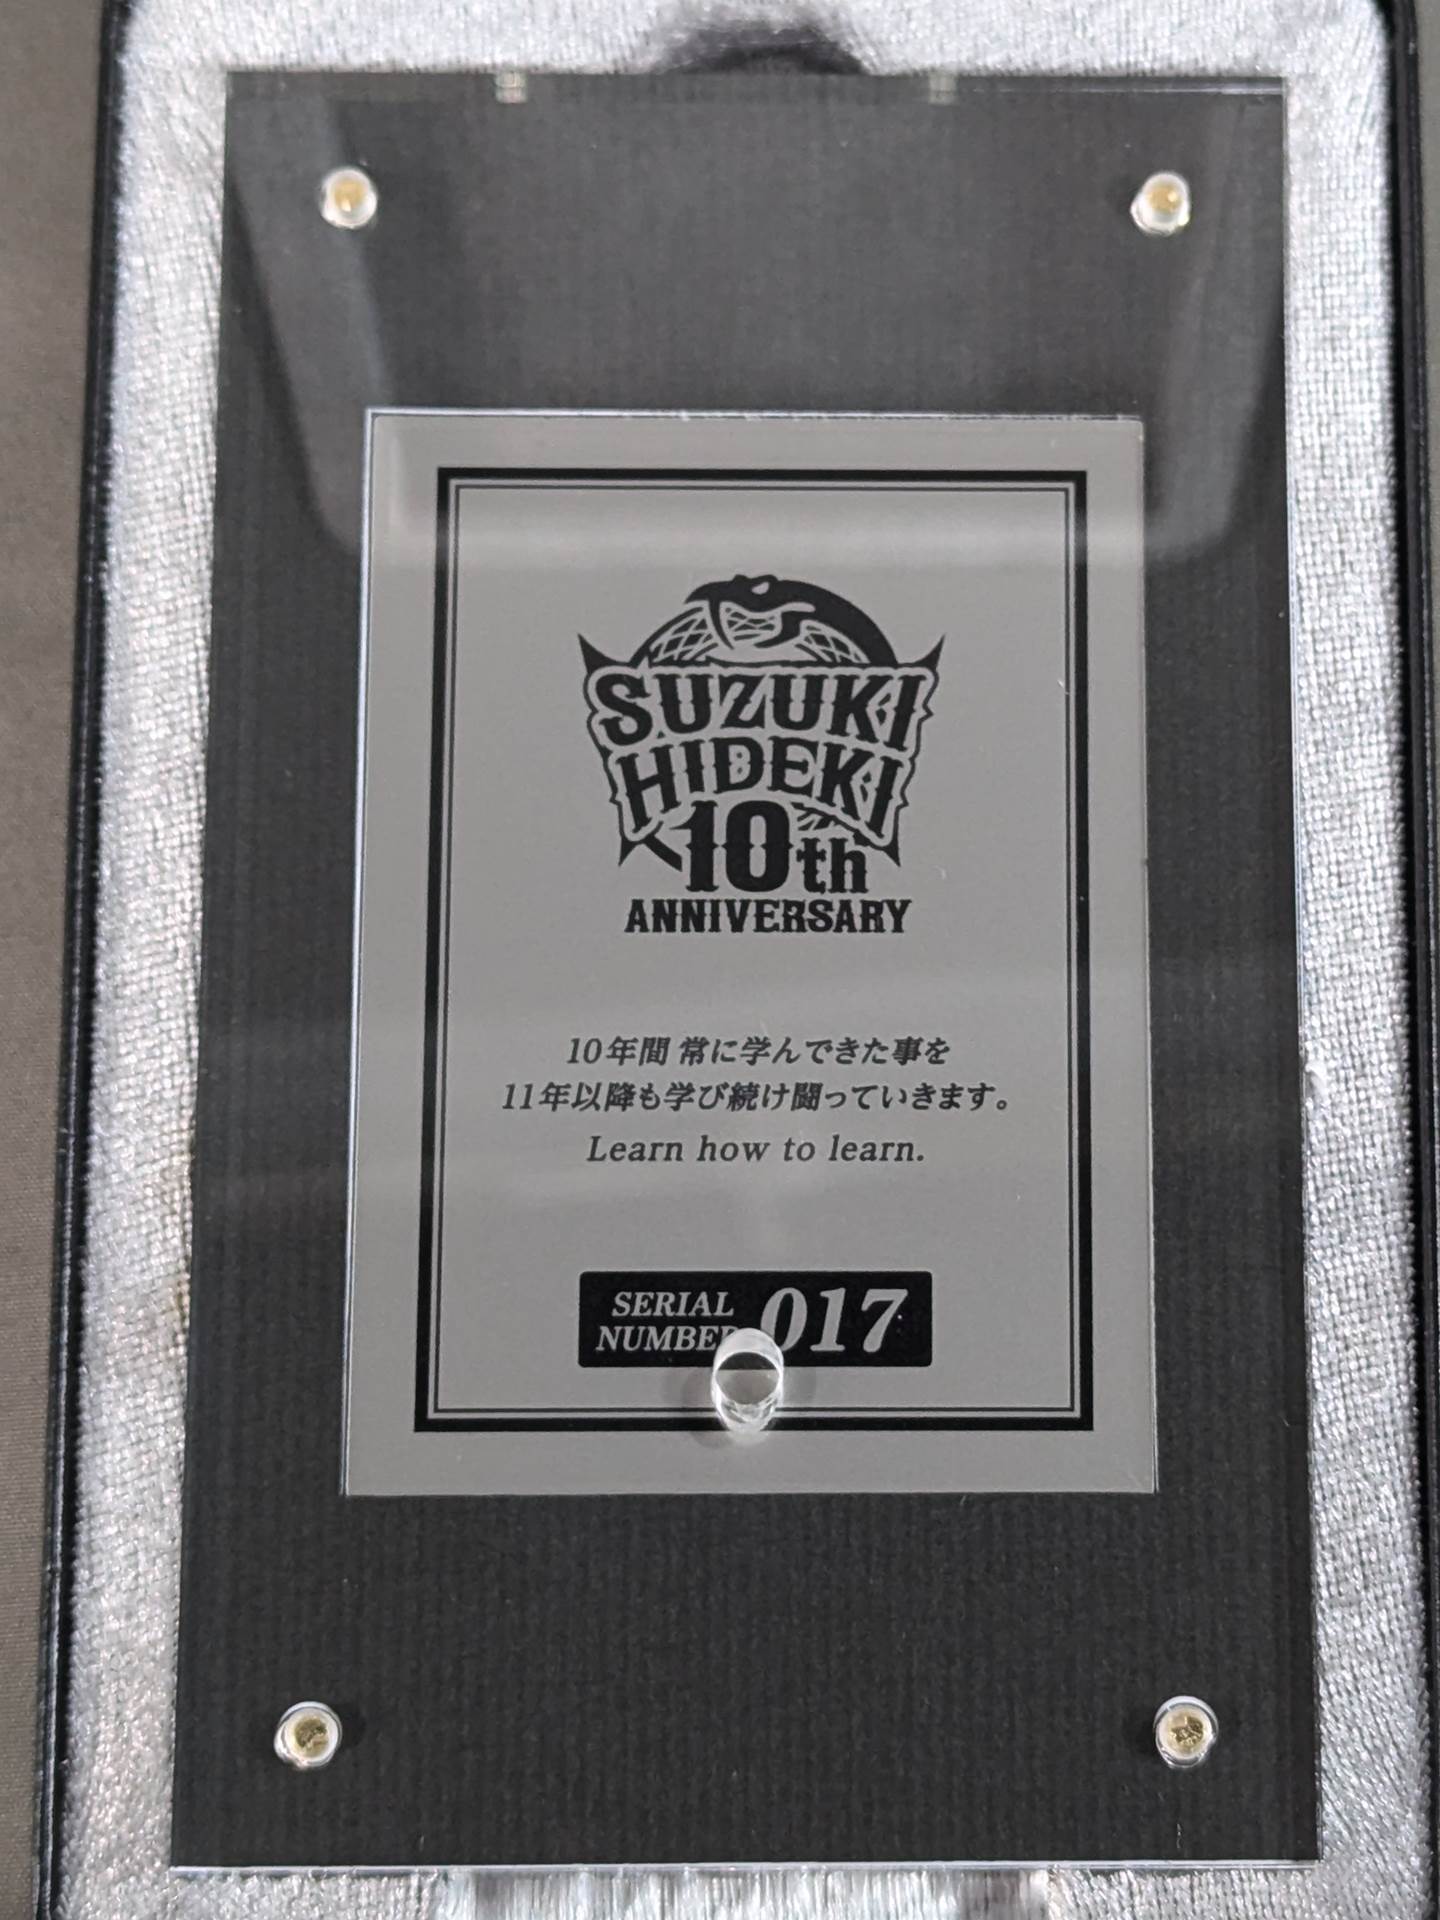 SUZUKI
HIDEKI
10th
ANNIVERSARY
10年間 常に学んできた事を
11年以降も学び続け闘っていきます。
Learn how to learn.
SERIAL
NUMBER 017